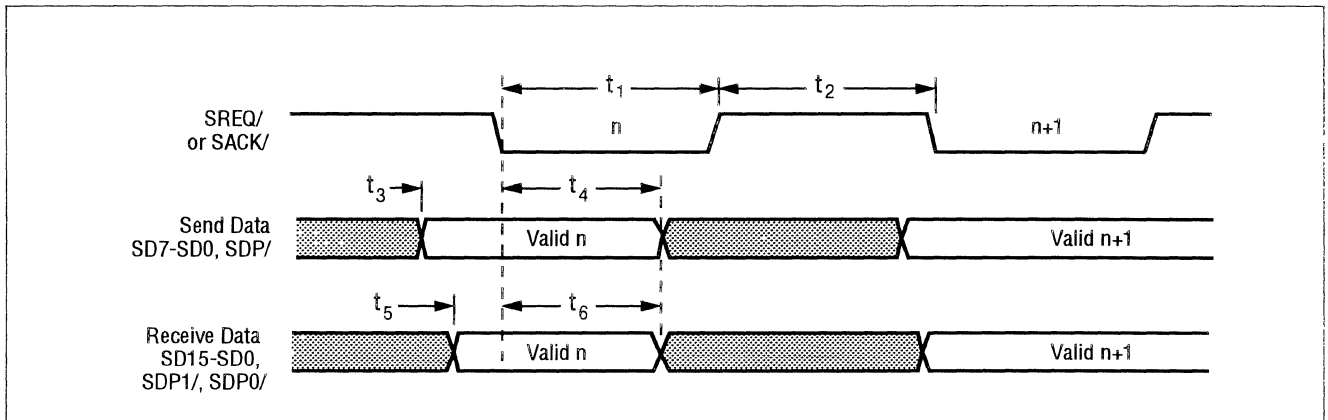 t1
t2
SREQ/
or SACK/
n
n+1
t3
t4
Send Data
SD7-SD0, SDP/
Valid n
Valid n+1
t5
t6
Receive Data
SD15-SD0,
SDP1/, SDP0/
Valid n
Valid n+1